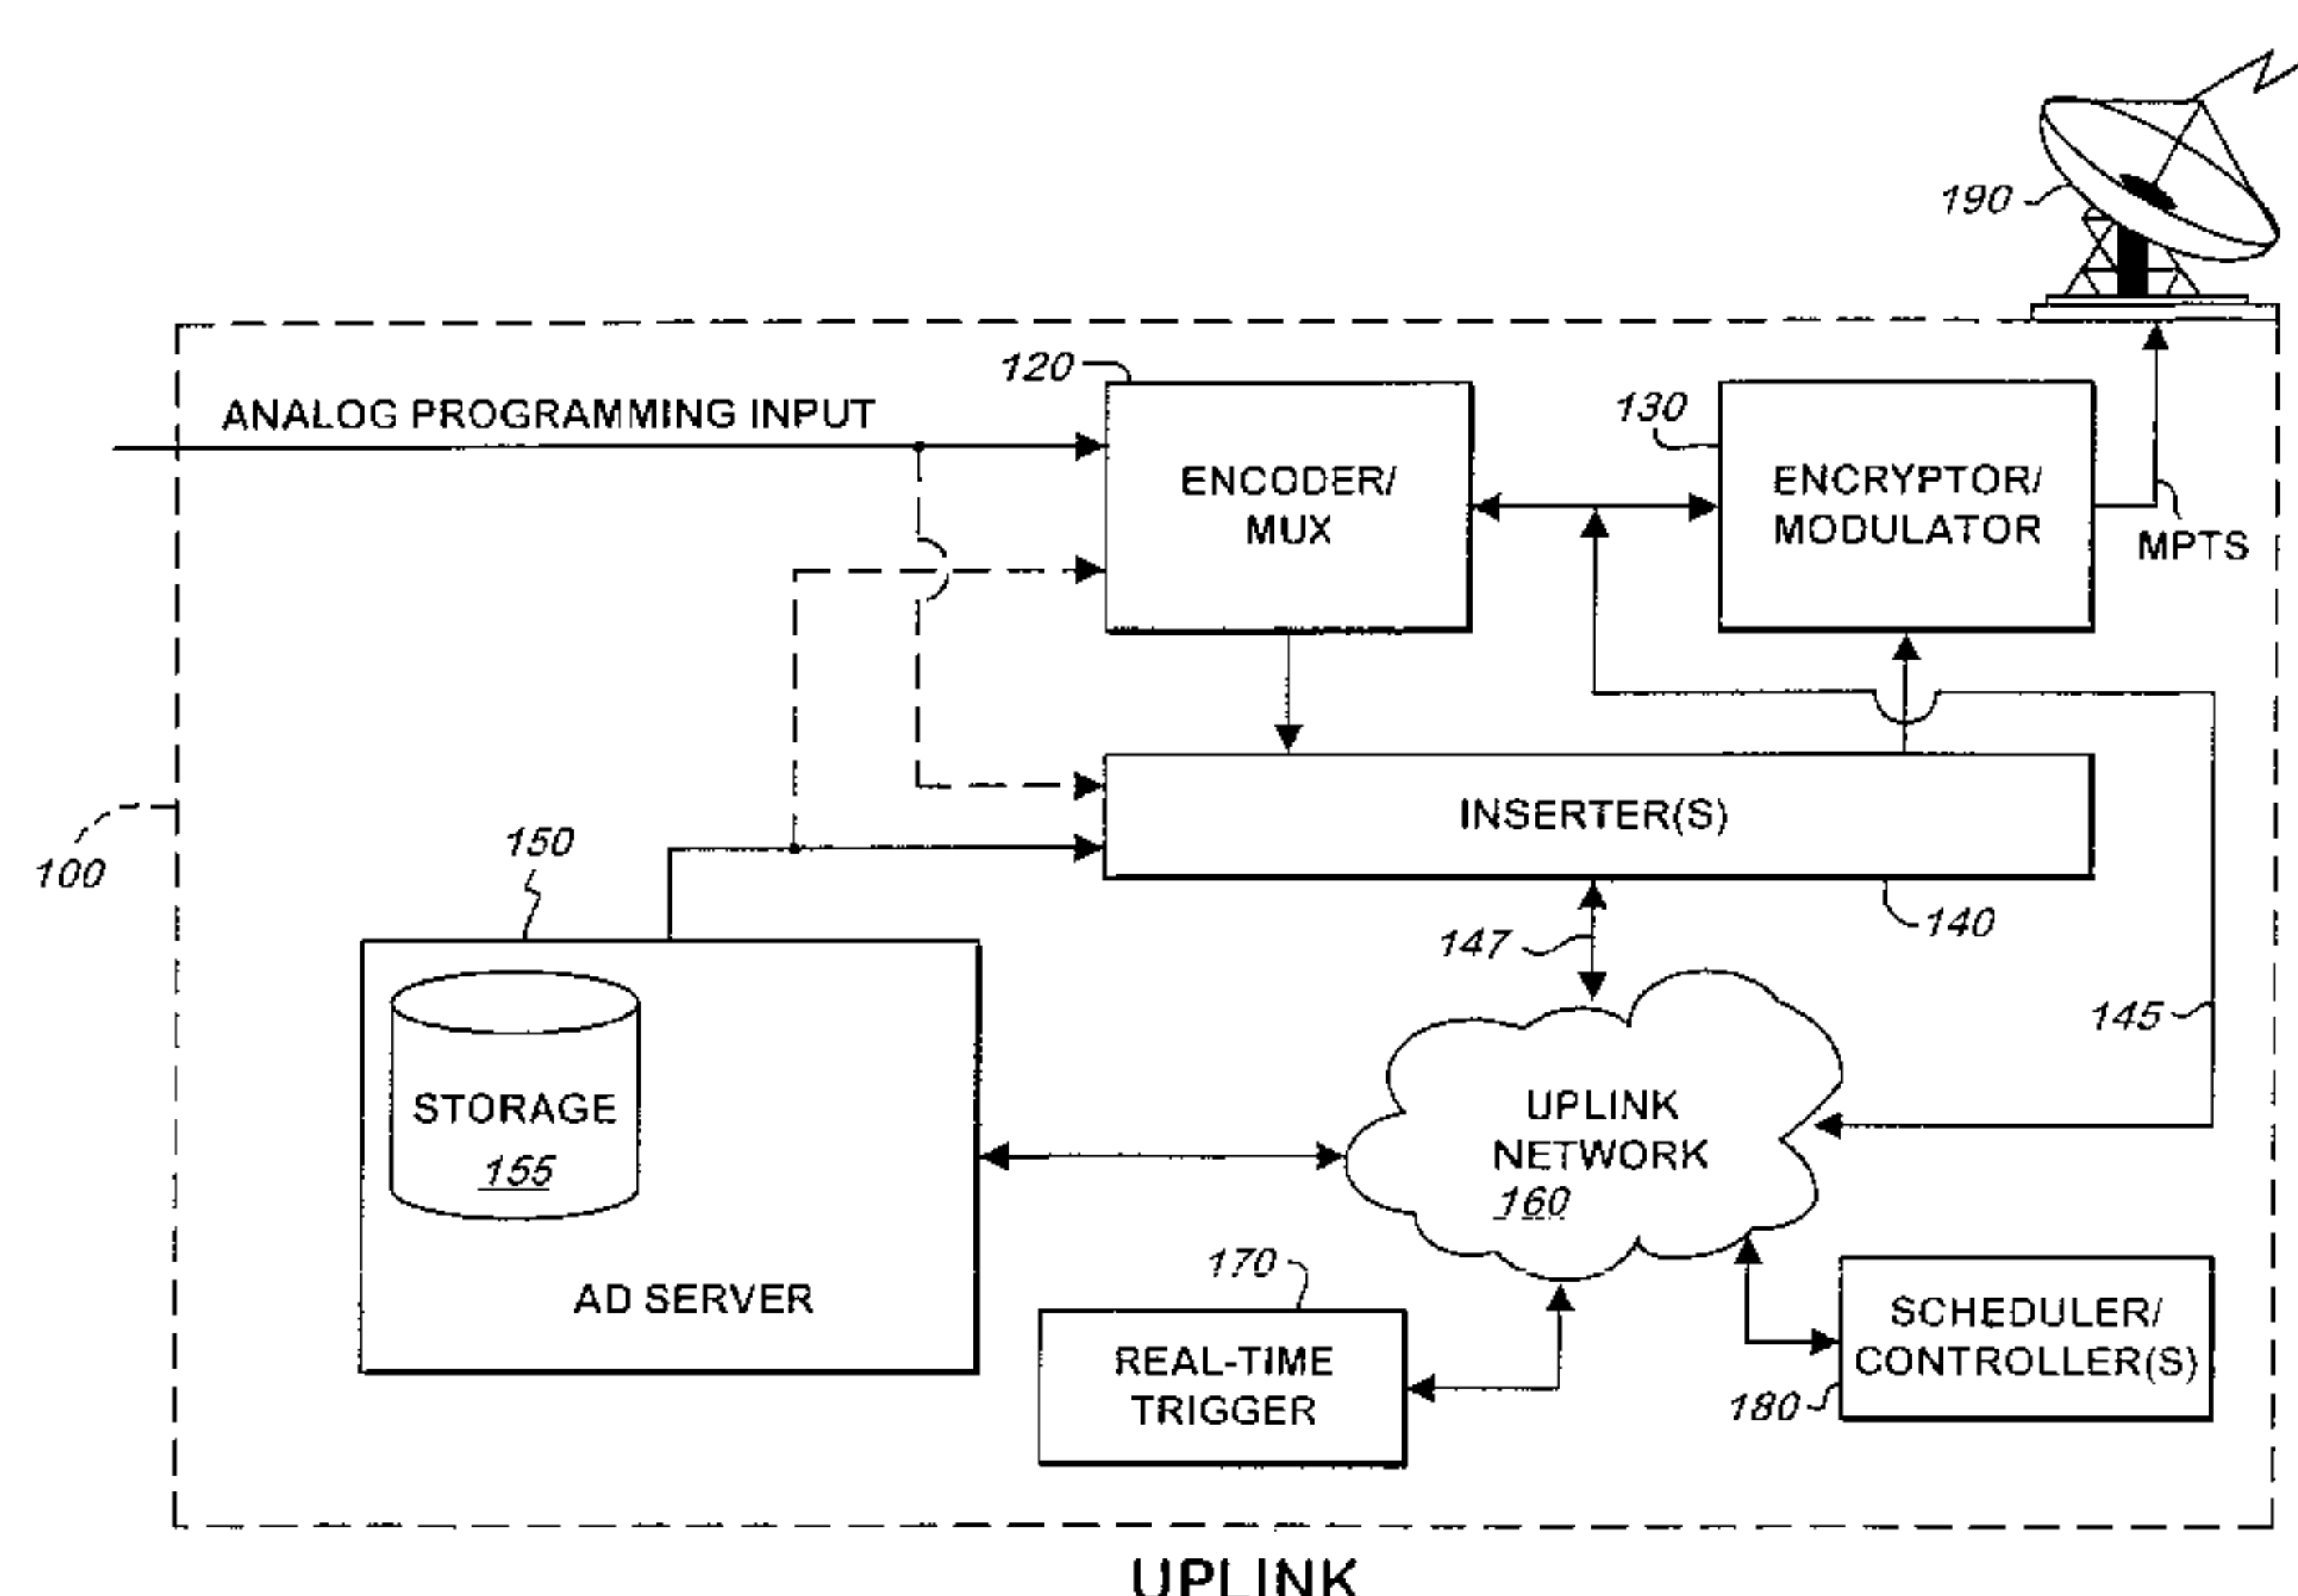 190
120
130
ANALOG PROGRAMMING INPUT
ENCODER/
MUX
ENCRYPTOR/
MODULATOR
MPTS
100
INSERTER(S)
150
140
147
145
STORAGE
155
AD SERVER
UPLINK
NETWORK
160
170
REAL-TIME
TRIGGER
SCHEDULER/
CONTROLLER(S)
180
UPLINK